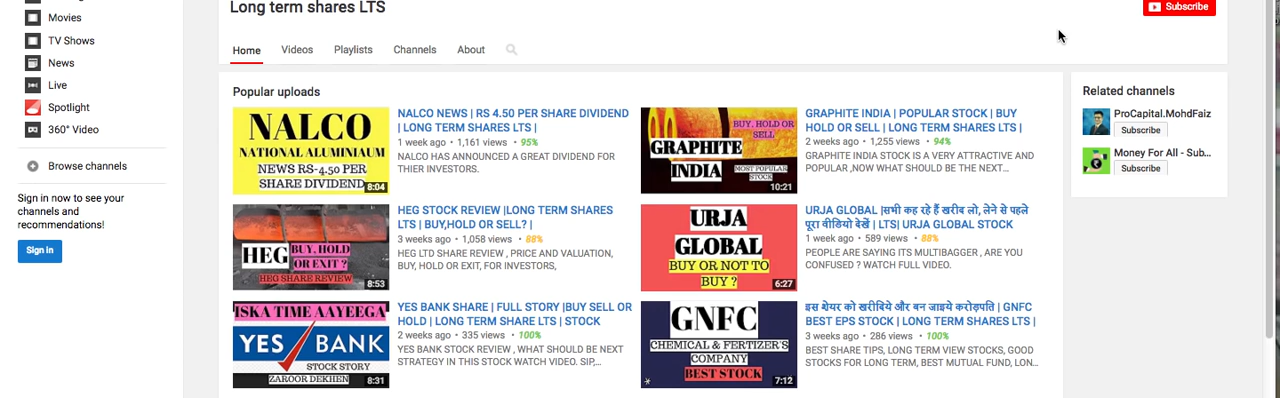 Long term shares LTS
Subscribe
Movies
TV Shows
News
Live
Spotlight
360° Video
Browse channels
Sign in now to see your
channels and
recommendations!
Sign in
Home Videos Playlists Channels About
Popular uploads
NALCO
NATIONAL ALUMINIAUM
NEWS RS-4.50 PER
SHARE DIVIDEND
8:04
NALCO NEWS | RS 4.50 PER SHARE DIVIDEND
| LONG TERM SHARES LTS |
1 week ago • 1,161 views • 95%
NALCO HAS ANNOUNCED A GREAT DIVIDEND FOR
THIER INVESTORS.
BUY, HOLD OR
SELL
GRAPHITE
INDIA
MOST POPULAR
STOCK
10:21
GRAPHITE INDIA | POPULAR STOCK | BUY
HOLD OR SELL | LONG TERM SHARES LTS |
2 weeks ago • 1,255 views • 94%
GRAPHITE INDIA STOCK IS A VERY ATTRACTIVE AND
POPULAR ,NOW WHAT SHOULD BE THE NEXT...
HEG
BUY, HOLD
OR EXIT ?
HEG SHARE REVIEW
8:53
HEG STOCK REVIEW |LONG TERM SHARES
LTS | BUY,HOLD OR SELL? |
3 weeks ago • 1,058 views • 88%
HEG LTD SHARE REVIEW , PRICE AND VALUATION,
BUY, HOLD OR EXIT, FOR INVESTORS,
URJA
GLOBAL
BUY OR NOT TO
BUY ?
6:27
URJA GLOBAL |सभी कह रहे हैं खरीब लो, लेने से पहले
पूरा वीडियो देखें | LTS| URJA GLOBAL STOCK
1 week ago • 589 views • 88%
PEOPLE ARE SAYING ITS MULTIBAGGER , ARE YOU
CONFUSED ? WATCH FULL VIDEO.
ISKA TIME AAYEEGA
YES BANK
STOCK STORY
ZAROOR DEKHEN
8:31
YES BANK SHARE | FULL STORY |BUY SELL OR
HOLD | LONG TERM SHARE LTS | STOCK
2 weeks ago • 335 views • 100%
YES BANK STOCK REVIEW , WHAT SHOULD BE NEXT
STRATEGY IN THIS STOCK WATCH VIDEO. SIP,...
GNFC
CHEMICAL & FERTIZER'S
COMPANY
BEST STOCK
7:12
इस शेयर को खरीबिये और बन जाइये करोड़पति | GNFC
BEST EPS STOCK | LONG TERM SHARES LTS |
3 weeks ago • 286 views • 100%
BEST SHARE TIPS, LONG TERM VIEW STOCKS, GOOD
STOCKS FOR LONG TERM, BEST MUTUAL FUND, LON...
Related channels
ProCapital.MohdFaiz
Subscribe
Money For All - Sub...
Subscribe